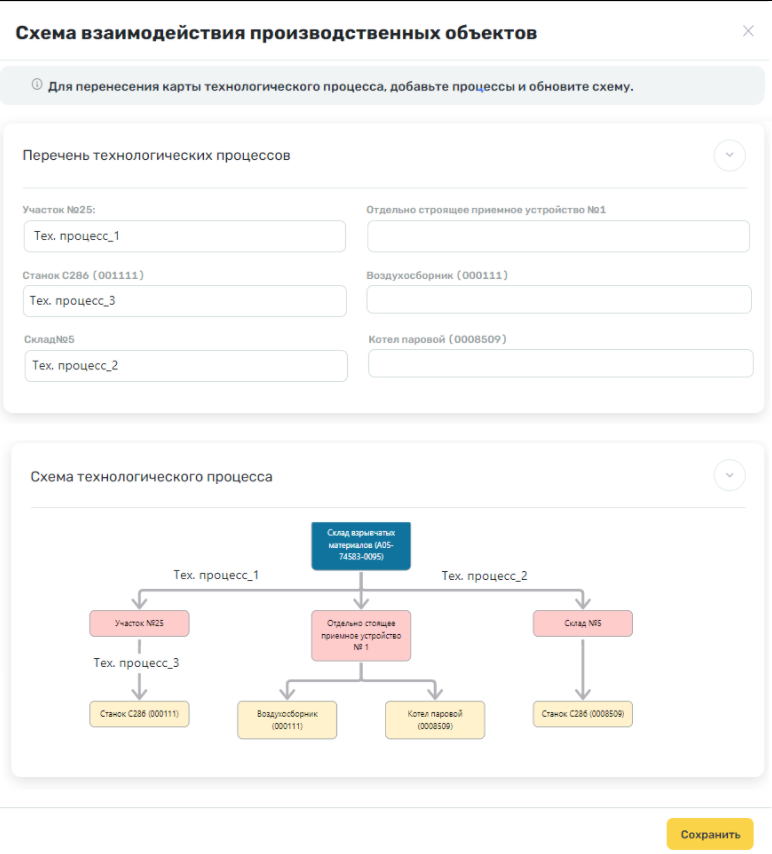 Схема взаимодействия производственных объектов
Для перенесения карты технологического процесса, добавьте процессы и обновите схему.
Перечень технологических процессов
Участок №25:
Отдельно строящее приемное устройство №1
Тех. процесс_1
Станок С286 (001111)
Воздухосборник (000111)
Тех. процесс_3
Склад№5
Котел паровой (0008509)
Тех. процесс_2
Схема технологического процесса
Склад взрывчатых
материалов (А05-
74583-0095)
Тех. процесс_1
Тех. процесс_2
Участок №25
Отдельно стоящее
приемное устройство
№ 1
Склад №5
Тех. процесс_3
Станок С286 (000111)
Воздухосборник
(000111)
Котел паровой
(0008509)
Станок С286 (0008509)
Сохранить